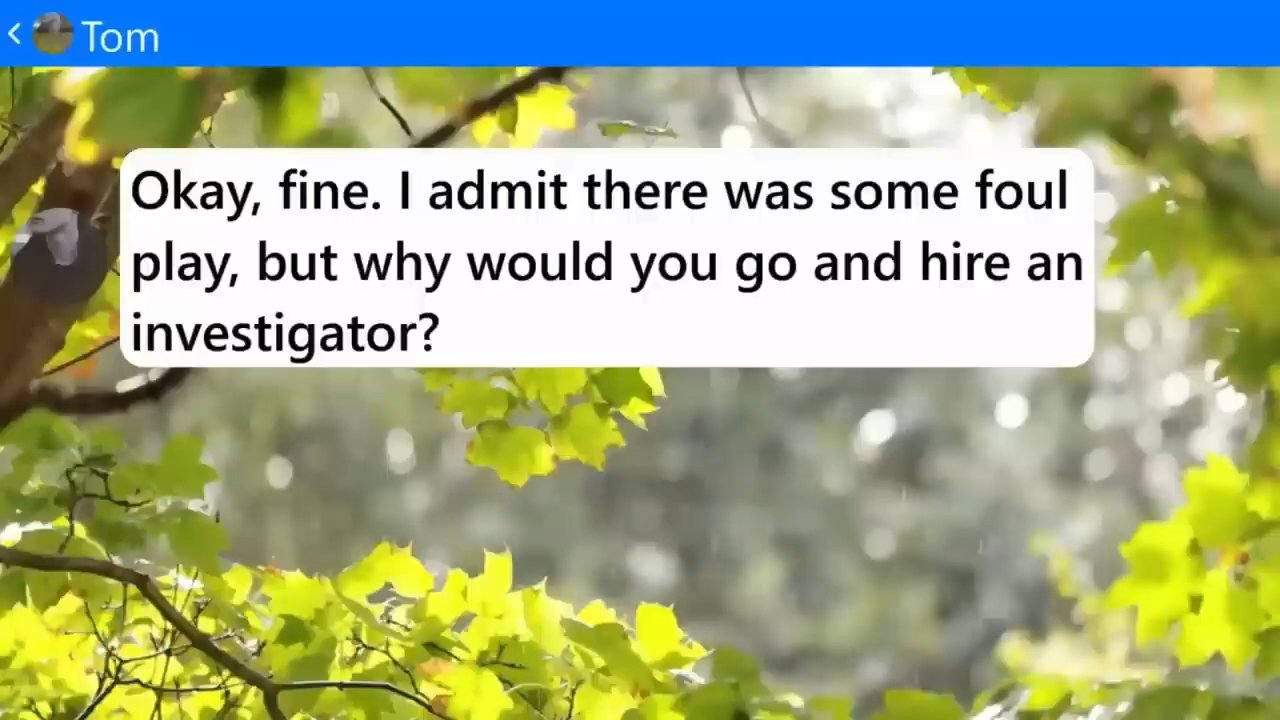 Tom
Okay, fine. I admit there was some foul
play, but why would you go and hire an
investigator?